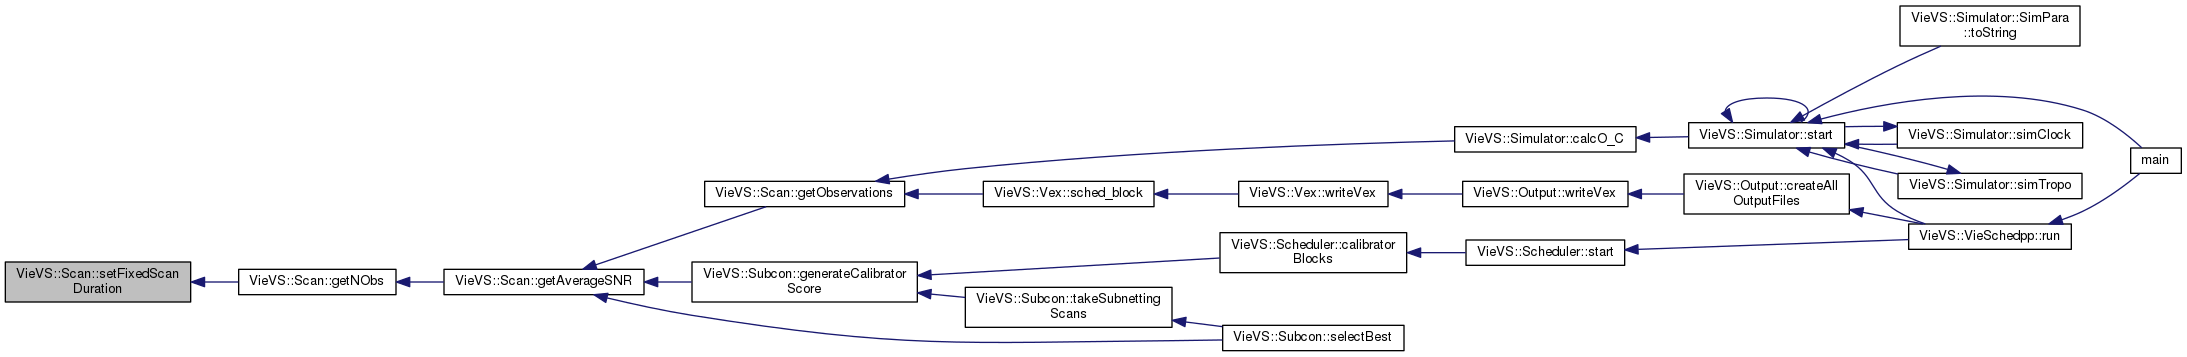 VieVS::Simulator::SimPara
::toString
VieVS::Simulator::calcO_C
VieVS::Simulator::start
VieVS::Simulator::simClock
main
VieVS::Scan::getObservations
VieVS::Vex::sched_block
VieVS::Vex::writeVex
VieVS::Output::writeVex
VieVS::Output::createAll
OutputFiles
VieVS::Simulator::simTropo
VieVS::VieSchedpp::run
VieVS::Scan::setFixedScan
Duration
VieVS::Scan::getNObs
VieVS::Scan::getAverageSNR
VieVS::Subcon::generateCalibrator
Score
VieVS::Scheduler::calibrator
Blocks
VieVS::Scheduler::start
VieVS::Subcon::takeSubnetting
Scans
VieVS::Subcon::selectBest